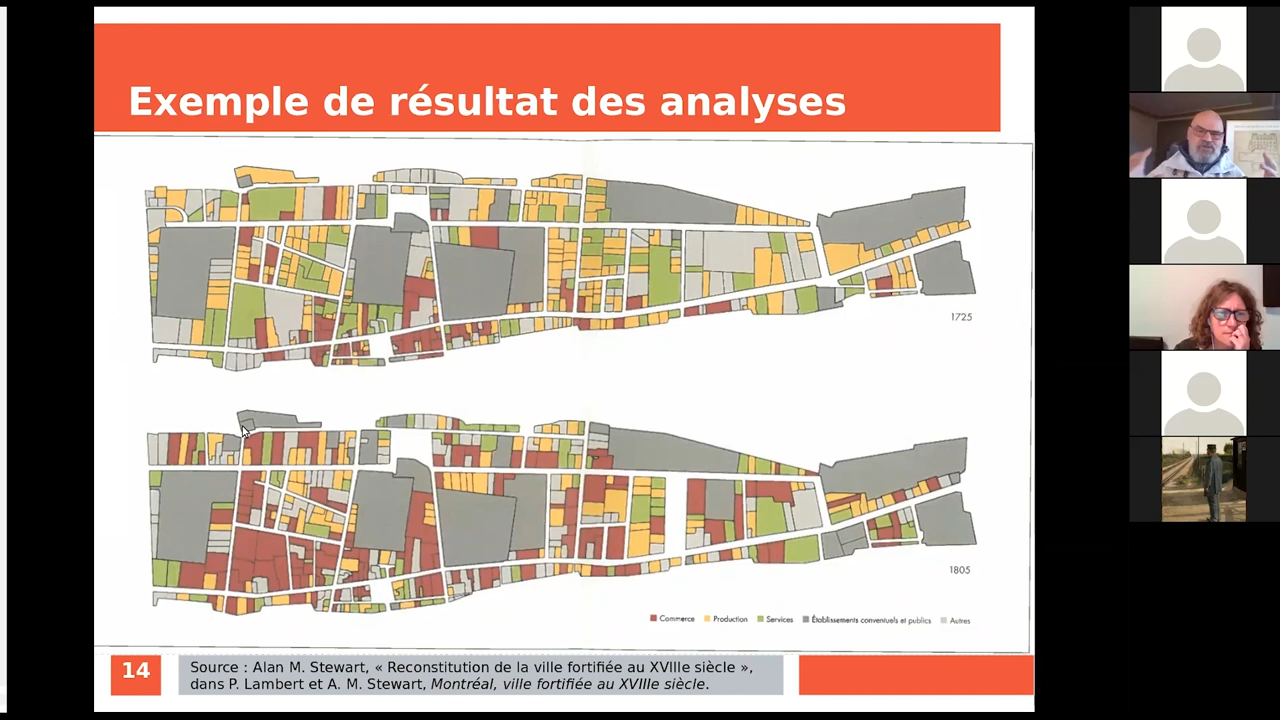 Exemple de résultat des analyses
1725
1805
Commerce Production Services Établissements conventuels et publics Autres
14
Source : Alan M. Stewart, « Reconstitution de la ville fortifiée au XVIIIe siècle »,
dans P. Lambert et A. M. Stewart, Montréal, ville fortifiée au XVIIIe siècle.